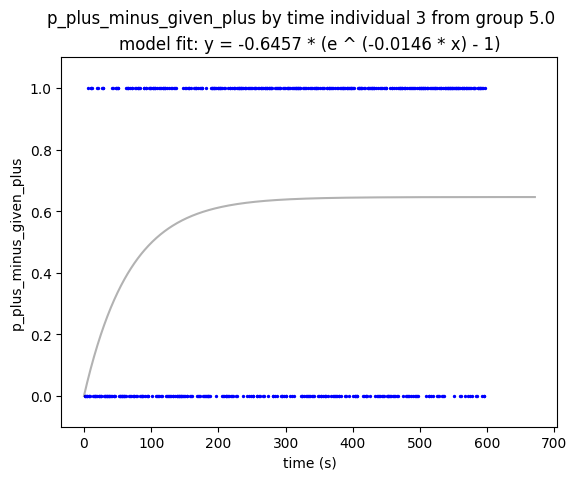 p_plus_minus_given_plus by time individual 3 from group 5.0
model fit: y = -0.6457 * (e ^ (-0.0146 * x) - 1)
p_plus_minus_given_plus
1.0
0.8
0.6
0.4
0.2
0.0
0 100 200 300 400 500 600 700
time (s)